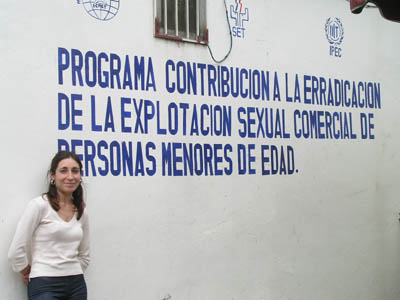 SET
IPEC
PROGRAMA CONTRIBUCION A LA ERRADICACION
DE LA EXPLOTACION SEXUAL COMERCIAL DE
PERSONAS MENORES DE EDAD.